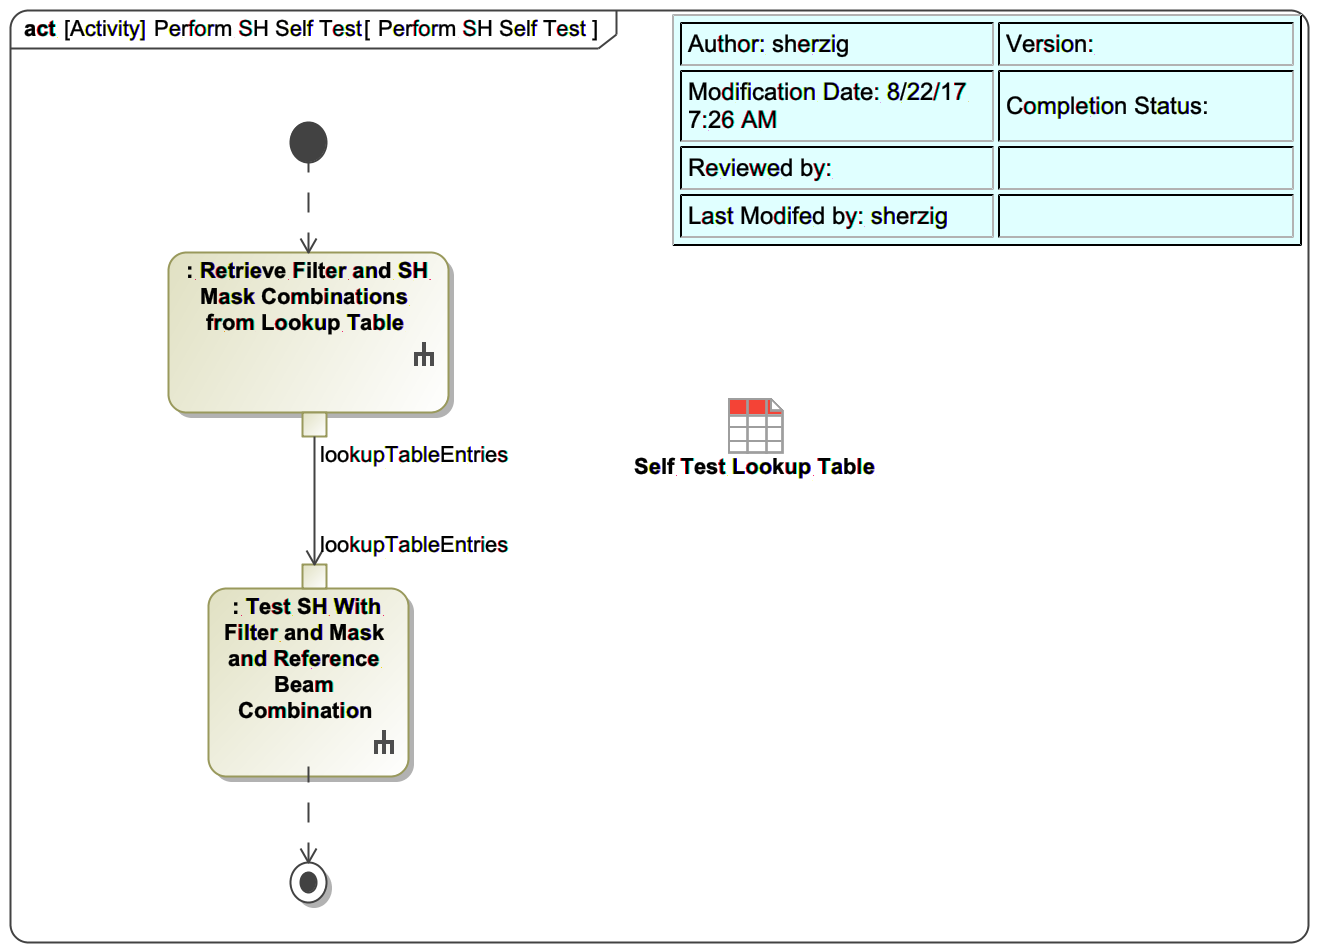 act [Activity] Perform SH Self Test[ Perform SH Self Test ]
Author: sherzig
Version:
Modification Date: 8/22/17
7:26 AM
Completion Status:
Reviewed by:
Last Modifed by: sherzig
: Retrieve Filter and SH
Mask Combinations
from Lookup Table
lookupTableEntries
Self Test Lookup Table
lookupTableEntries
: Test SH With
Filter and Mask
and Reference
Beam
Combination